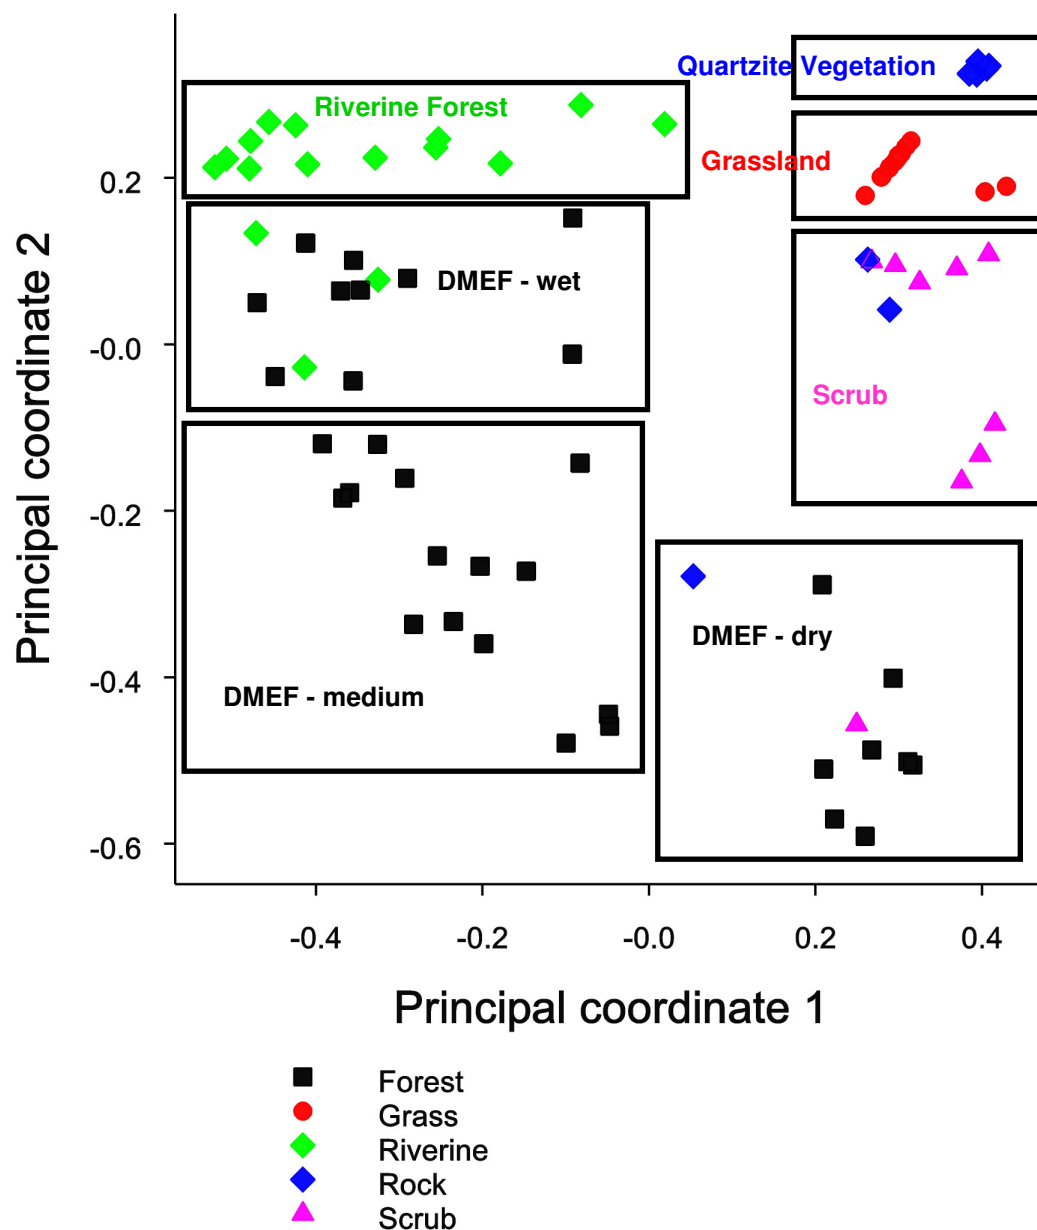 Quartzite Vegetation
Riverine Forest
Grassland
0.2
DMEF - wet
-0.0
Scrub
-0.2
DMEF - dry
DMEF - medium
-0.4
-0.6
Principal coordinate 2
-0.4 -0.2 -0.0 0.2 0.4
Principal coordinate 1
Forest
Grass
Riverine
Rock
Scrub